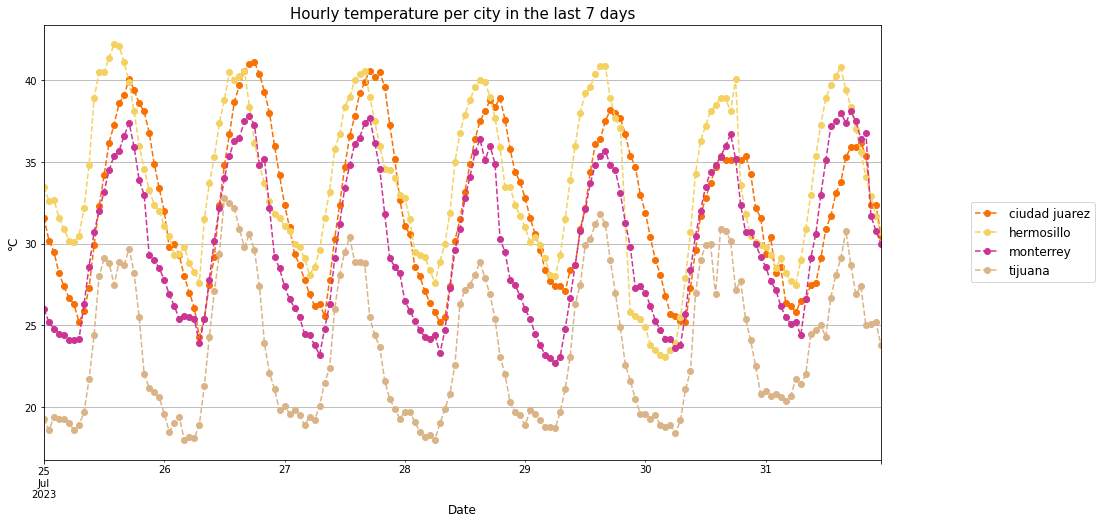 Hourly temperature per city in the last 7 days
°C
40
35
30
25
20
25
Jul
2023
26
27
28
29
30
31
Date
ciudad juarez
hermosillo
monterrey
tijuana